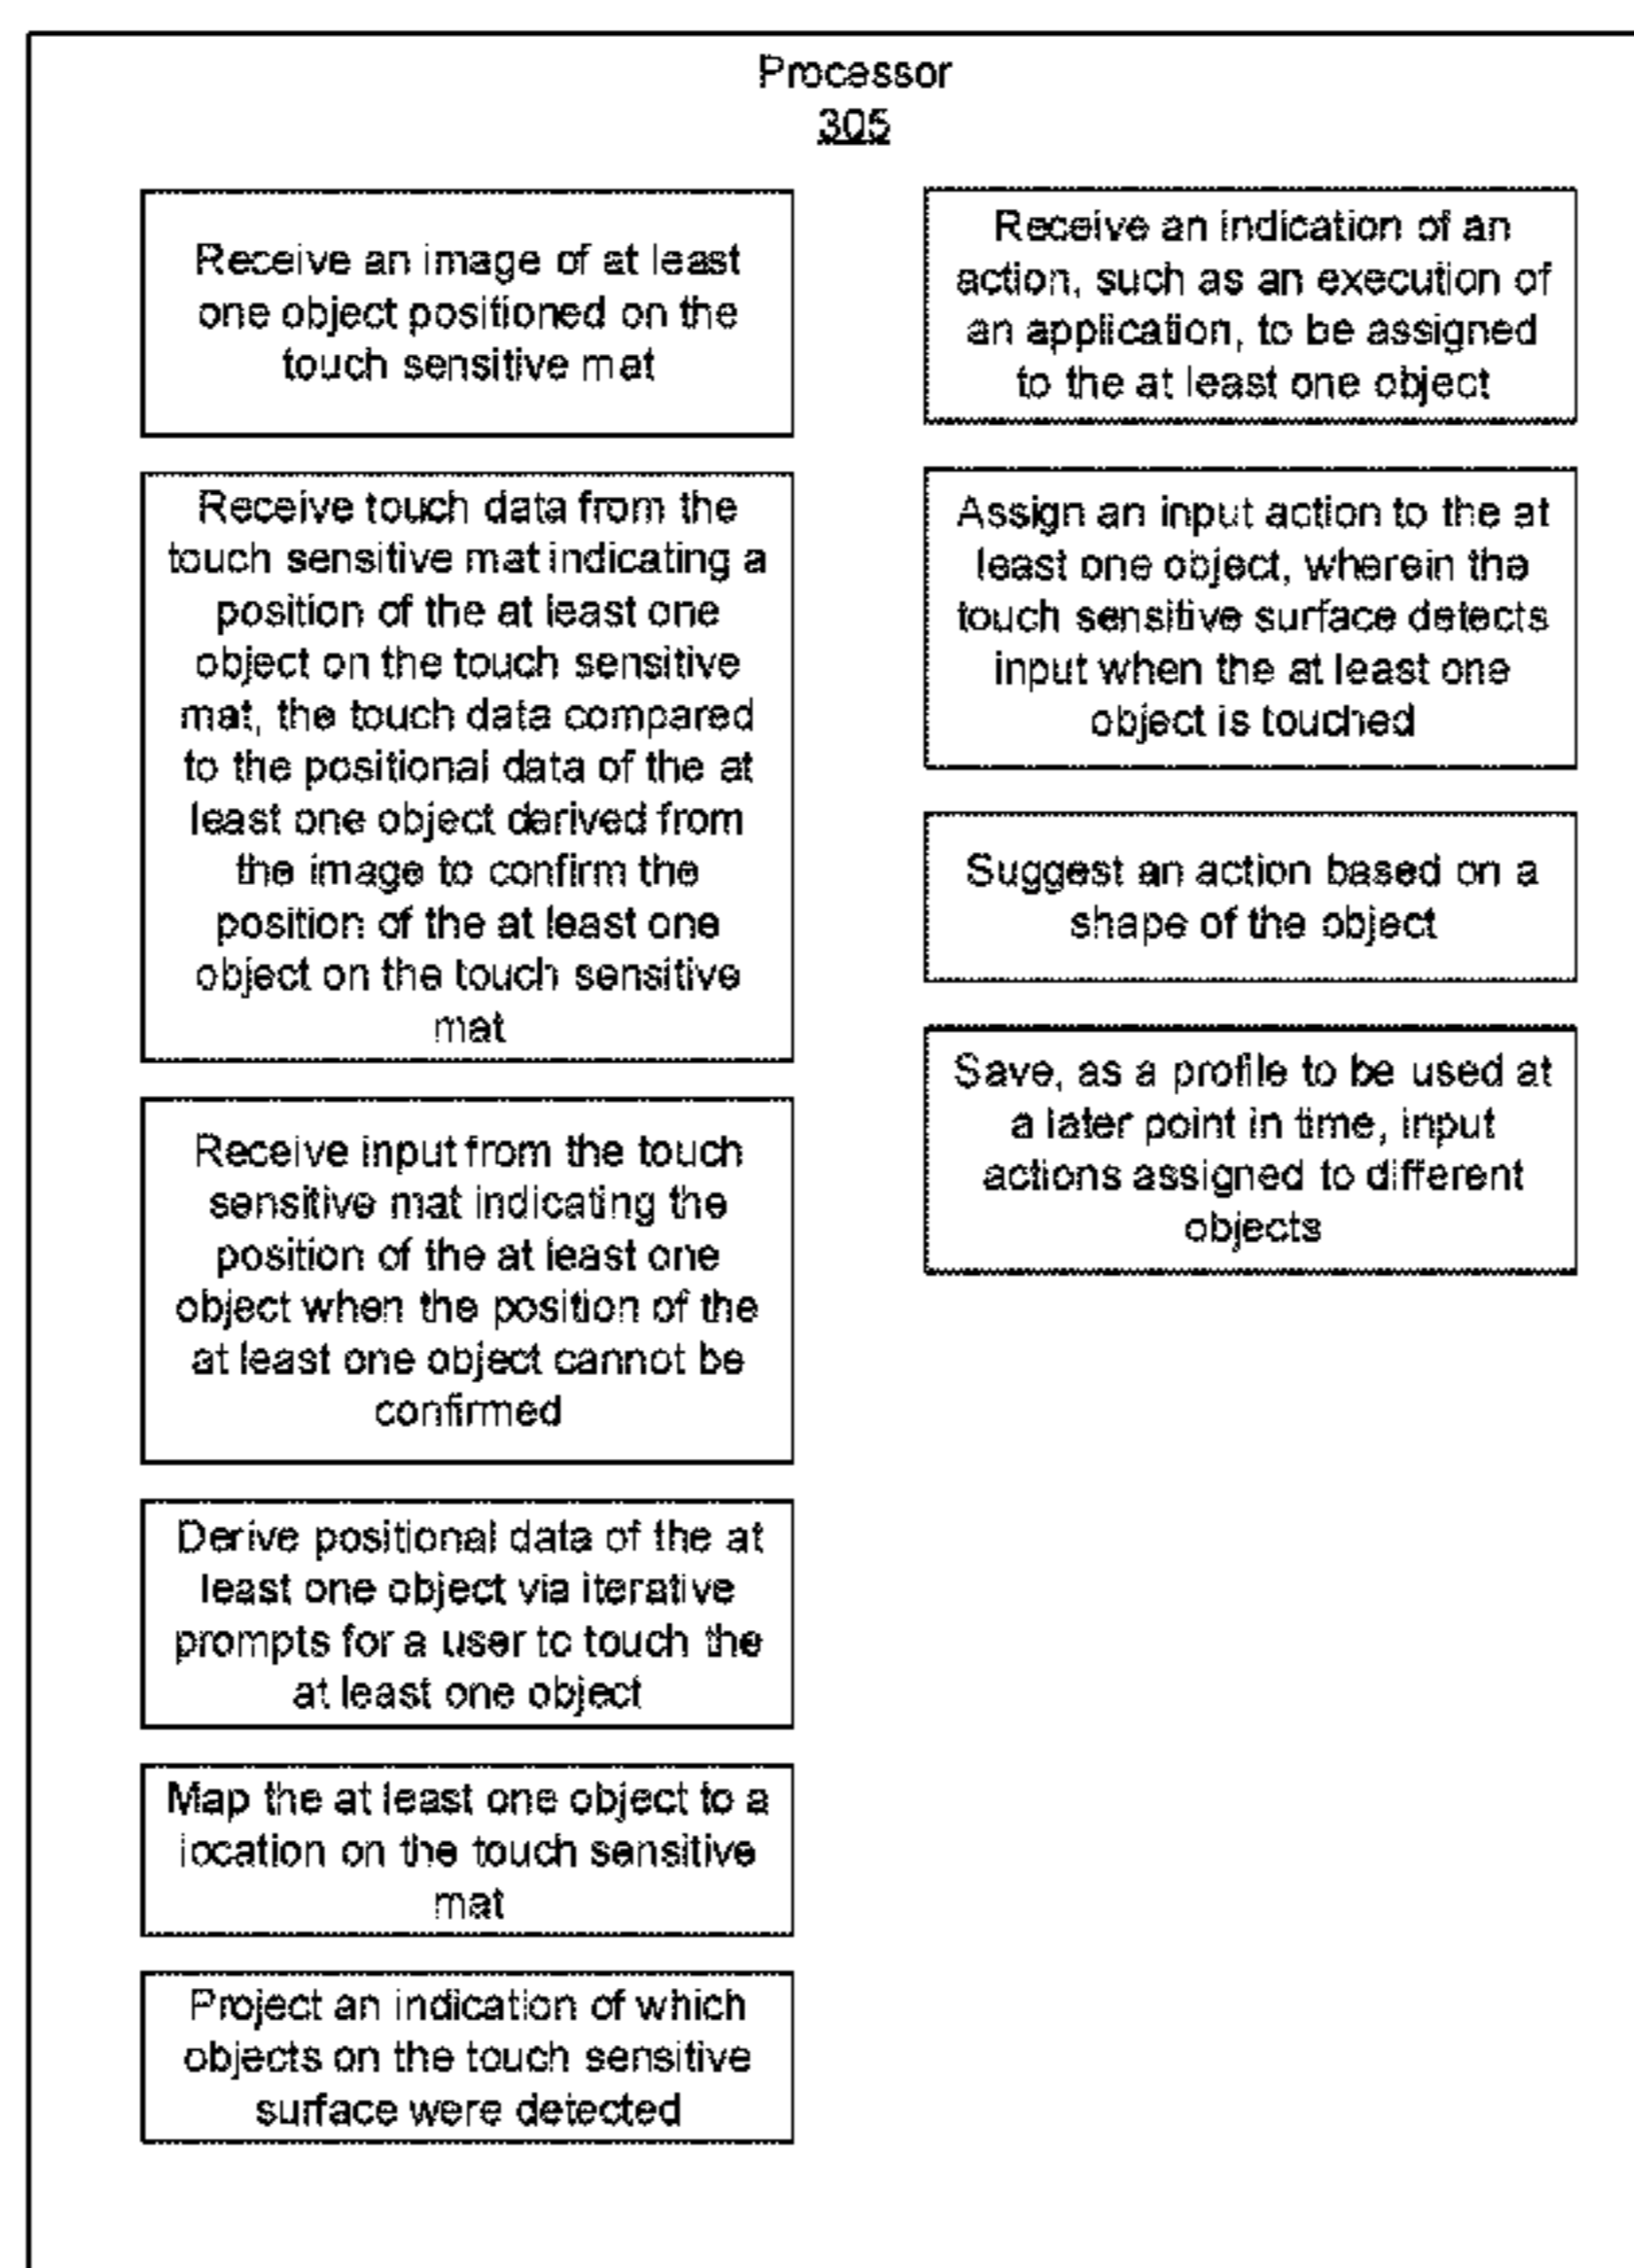 Processor
305
Receive an image of at least
one object positioned on the
touch sensitive mat
Receive touch data from the
touch sensitive mat indicating a
position of the at least one
object on the touch sensitive
mat, the touch data compared
to the positional data of the at
least one object derived from
the image to confirm the
position of the at least one
object on the touch sensitive
mat
Receive input from the touch
sensitive mat indicating the
position of the at least one
object when the position of the
at least one object cannot be
confirmed
Derive positional data of the at
least one object via iterative
prompts for a user to touch the
at least one object
Map the at least one object to a
location on the touch sensitive
mat
Project an indication of which
objects on the touch sensitive
surface were detected
Receive an indication of an
action, such as an execution of
an application, to be assigned
to the at least one object
Assign an input action to the at
least one object, wherein the
touch sensitive surface detects
input when the at least one
object is touched
Suggest an action based on a
shape of the object
Save, as a profile to be used at
a later point in time, input
actions assigned to different
objects